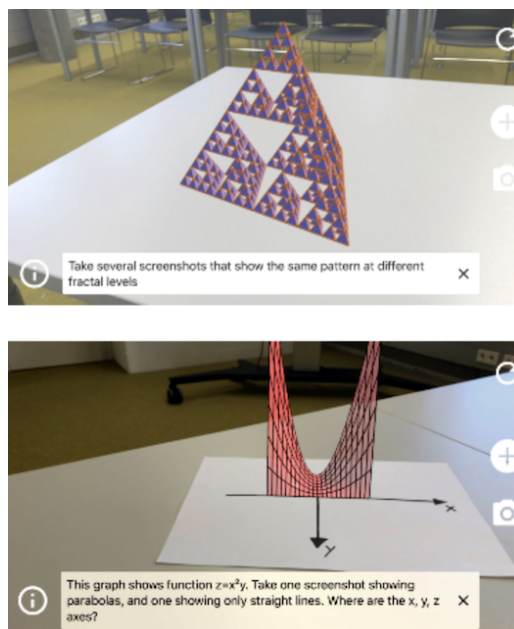 Take several screenshots that show the same pattern at different
fractal levels
x
y
This graph shows function z=x²y. Take one screenshot showing
parabolas, and one showing only straight lines. Where are the x, y, z
axes?